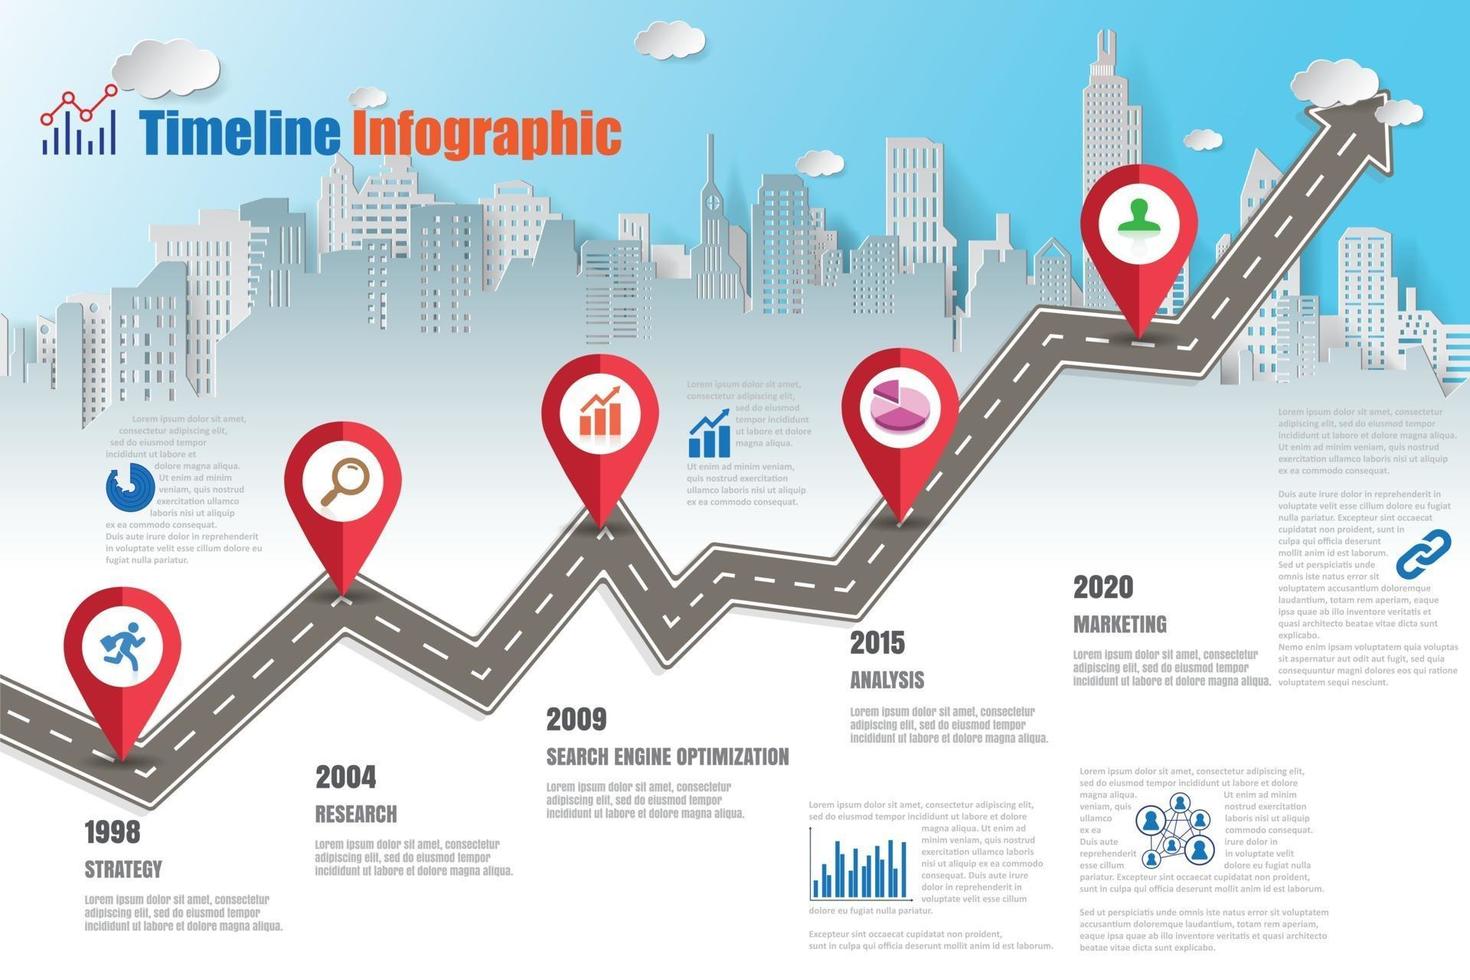 Timeline Infographic
Lorem ipsum dolor sit amet,
consectetur adipiscing elit,
sed do eiusmod tempor
incididunt ut labore et
dolore magna aliqua.
Ut enim ad minim
veniam, quis nostrud
exercitation ullamco
laboris nisi ut aliquip
ex ea commodo consequat.
Duis aute irure dolor in reprehenderit in
voluptate velit esse cillum dolore eu
fugiat nulla pariatur.
1998
STRATEGY
Lorem ipsum dolor sit amet,
consectetur adipiscing elit,
sed do eiusmod tempor
incididunt ut labore et dolore magna aliqua.
2004
RESEARCH
Lorem ipsum dolor sit amet, consectetur
adipiscing elit, sed do eiusmod tempor
incididunt ut labore et dolore magna aliqua.
2009
SEARCH ENGINE OPTIMIZATION
Lorem ipsum dolor sit amet, consectetur
adipiscing elit, sed do eiusmod tempor
incididunt ut labore et dolore magna aliqua.
Lorem ipsum dolor sit amet,
consectetur adipiscing elit,
sed do eiusmod
tempor incididunt
ut labore et dolore
magna aliqua.
Ut enim ad minim veniam,
quis nostrud exercitation
ullamco laboris nisi ut aliquip
ex ea commodo consequat.
2015
ANALYSIS
Lorem ipsum dolor sit amet, consectetur
adipiscing elit, sed do eiusmod tempor
incididunt ut labore et dolore magna aliqua.
2020
MARKETING
Lorem ipsum dolor sit amet, consectetur
adipiscing elit, sed do eiusmod tempor
incididunt ut labore et dolore magna aliqua.
Lorem ipsum dolor sit amet,
consectetur adipiscing elit, sed
do eiusmod tempor incididunt ut
labore et dolore magna aliqua.
Ut enim ad minim veniam, quis
nostrud exercitation ullamco
laboris nisi ut aliquip ex ea
commodo consequat.
Duis aute irure dolor in reprehenderit in
voluptate velit esse cillum dolore eu
fugiat nulla pariatur. Excepteur sint
occaecat cupidatat non proident, sunt in
culpa qui officia deserunt
mollit anim id est laborum.
Sed ut perspiciatis unde
omnis iste natus error sit
voluptatem accusantium doloremque
laudantium, totam rem aperiam, eaque
ipsa quae ab illo inventore veritatis et quasi
architecto beatae vitae dicta sunt
explicabo.
Nemo enim ipsam voluptatem quia voluptas
sit aspernatur aut odit aut fugit, sed quia
consequuntur magni dolores eos qui ratione
voluptatem sequi nesciunt.
Lorem ipsum dolor sit amet, consectetur adipiscing elit,
sed do eiusmod tempor incididunt ut labore et dolore
magna aliqua. Ut enim ad
minim veniam, quis nostrud
exercitation ullamco laboris
nisi ut aliquip ex ea commodo
consequat.
Duis aute irure dolor in
reprehenderit in voluptate
velit esse cillum
dolore eu fugiat nulla pariatur.
Excepteur sint occaecat cupidatat non proident,
sunt in culpa qui officia deserunt mollit anim id est laborum.
Lorem ipsum dolor sit amet, consectetur adipiscing elit,
sed do eiusmod tempor incididunt ut labore et dolore
magna aliqua. Ut enim ad minim
veniam, quis nostrud exercitation
ullamco laboris nisi ut aliquip
ex ea commodo consequat.
Duis aute irure dolor in
reprehenderit in voluptate velit
esse cillum dolore eu fugiat nulla
pariatur. Excepteur sint occaecat cupidatat non proident,
sunt in culpa qui officia deserunt mollit anim id est laborum.
Sed ut perspiciatis unde omnis iste natus error sit
voluptatem accusantium doloremque laudantium, totam
rem aperiam, eaque ipsa quae ab illo inventore veritatis et
quasi architecto beatae vitae dicta sunt explicabo.